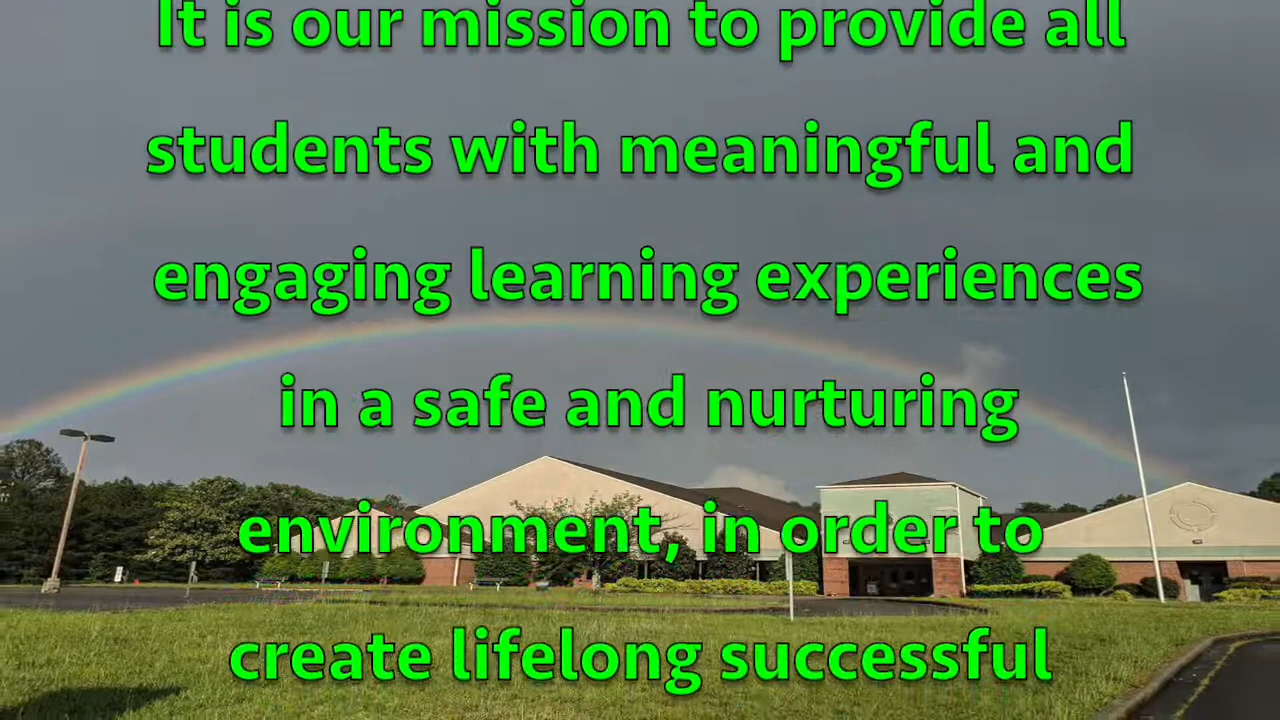 It is our mission to provide all
students with meaningful and
engaging learning experiences
in a safe and nurturing
environment, in order to
create lifelong successful